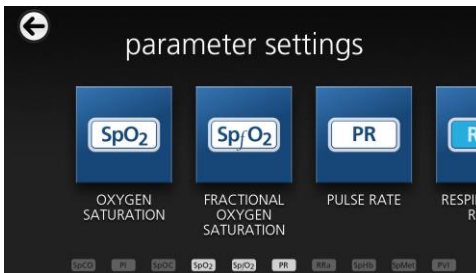 parameter settings
SpO2
SpfO2
PR
R
OXYGEN
SATURATION
FRACTIONAL
OXYGEN
SATURATION
PULSE RATE
RESPI
R
SpCO PI SpOC SpO2 SpfO2 PR RRa SpHb SpMet PVI